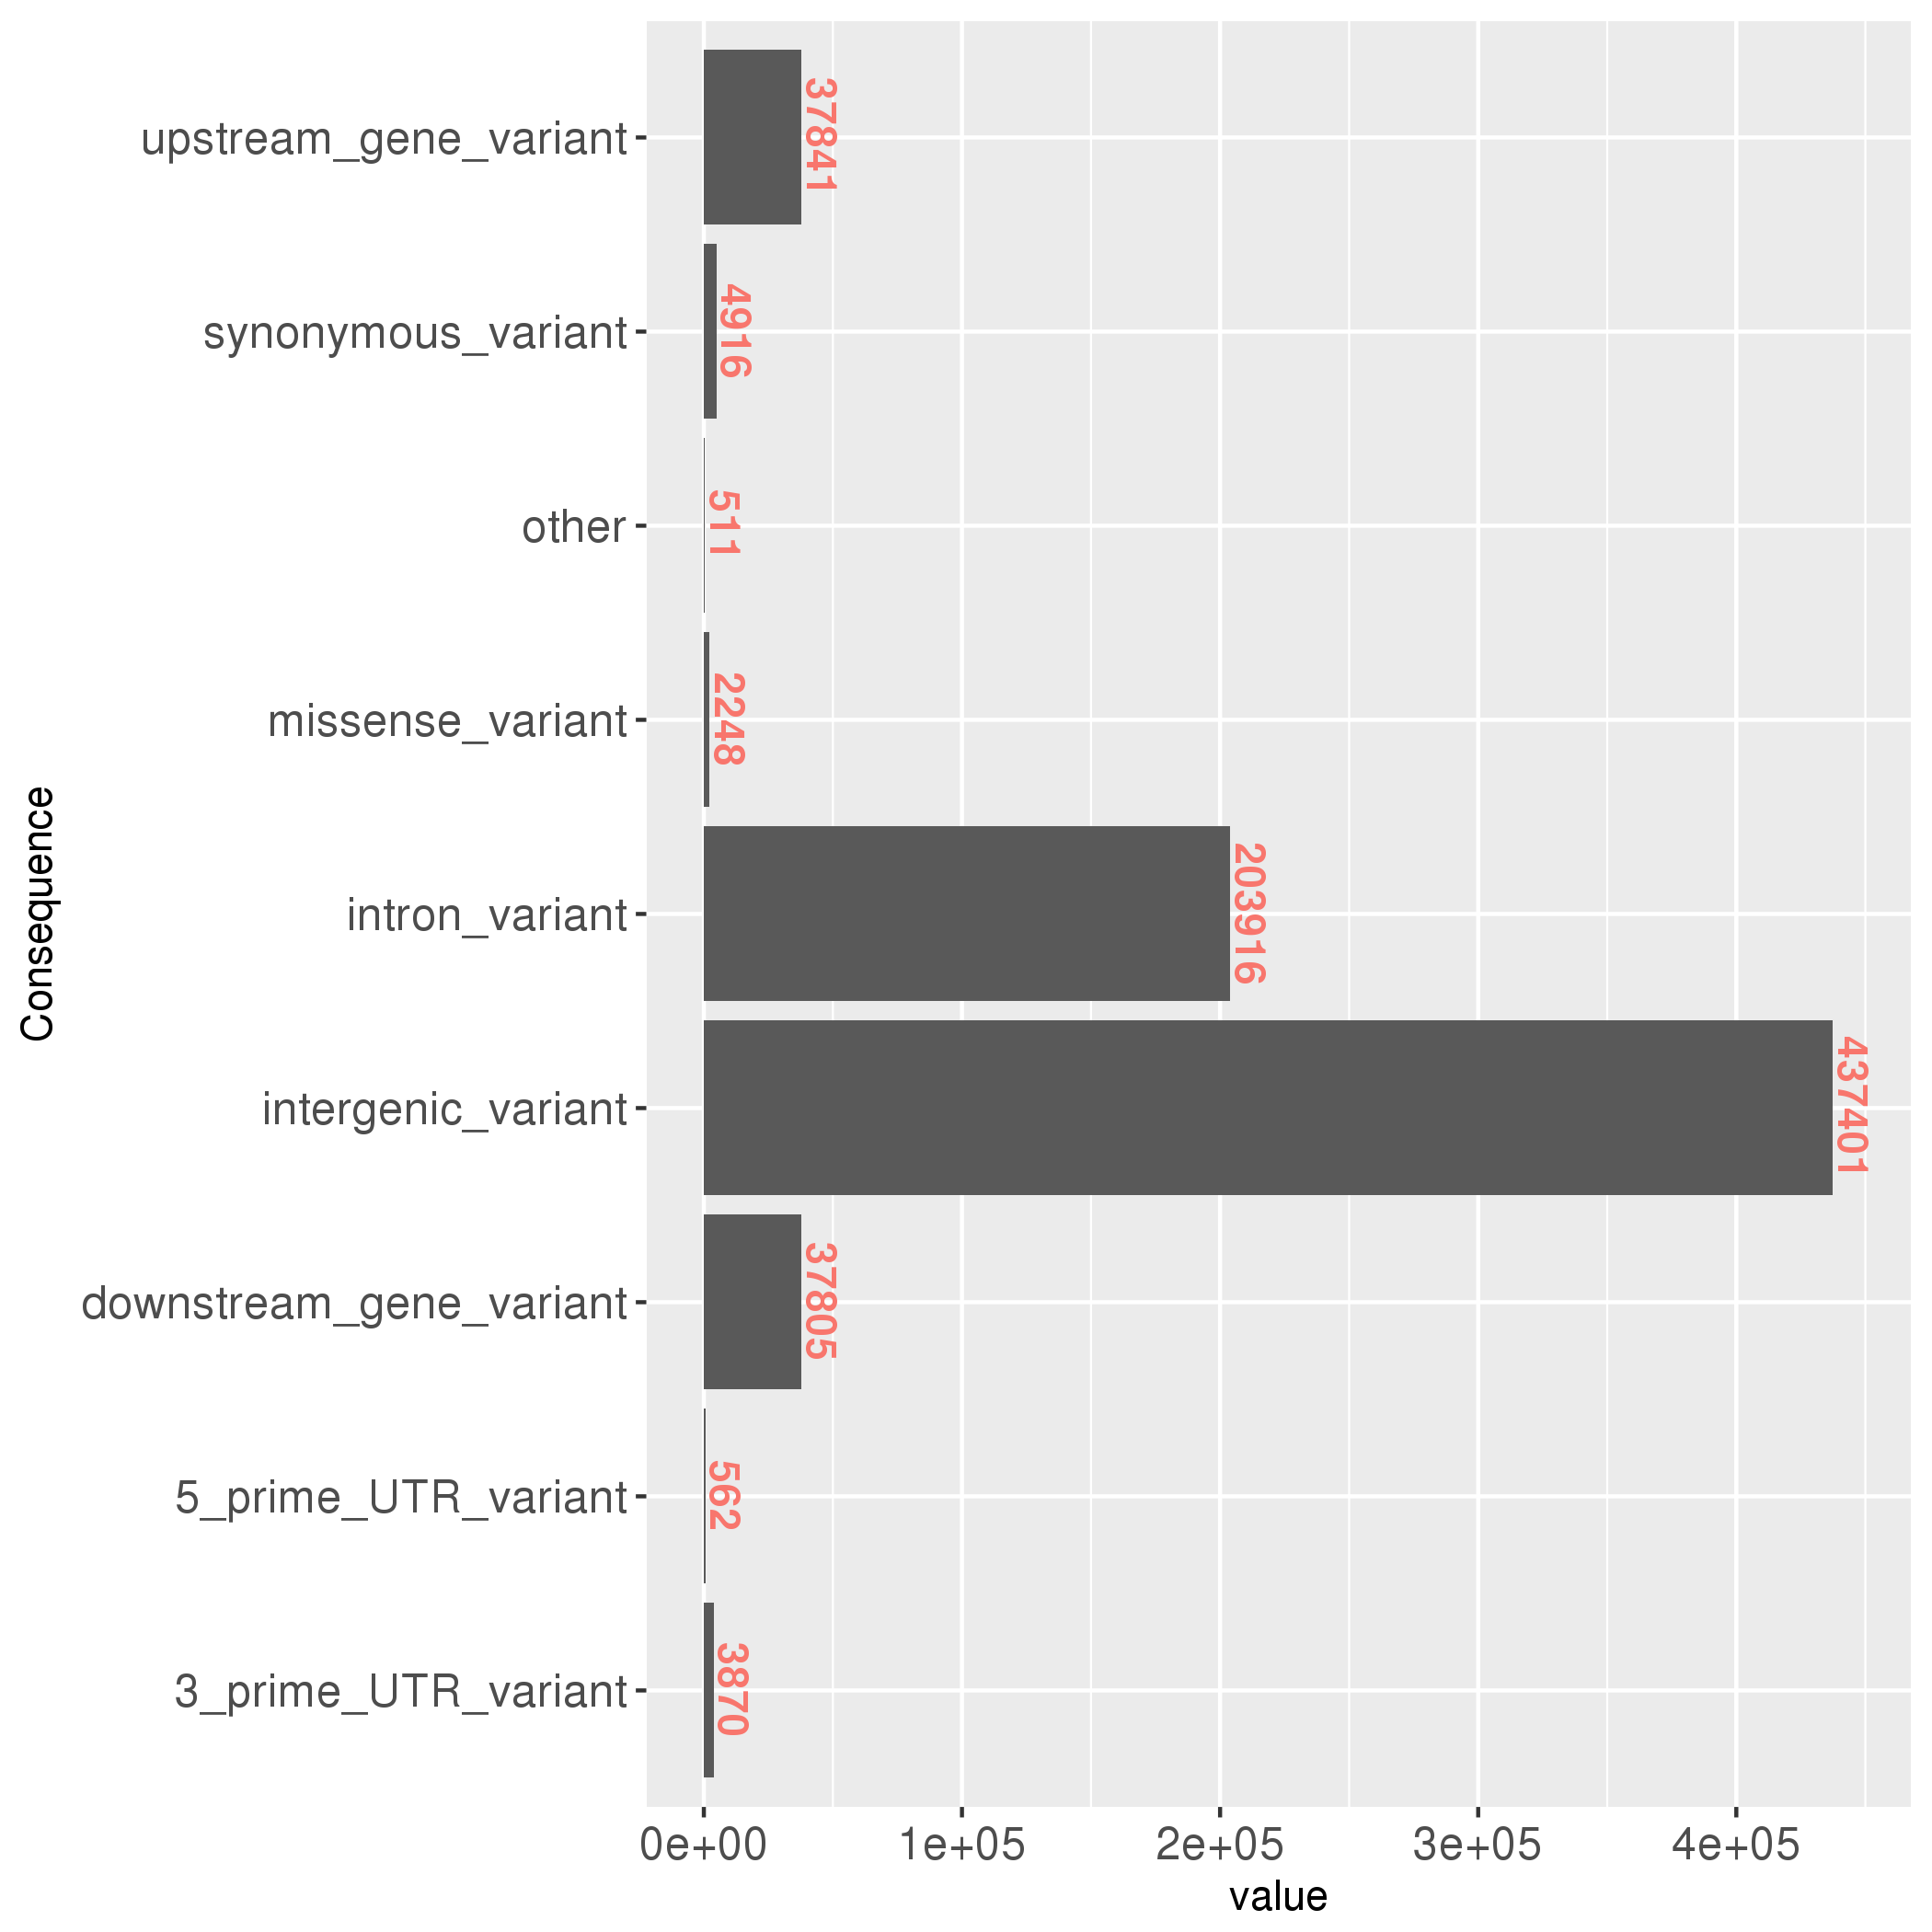 upstream_gene_variant
37841
synonymous_variant
4916
other
511
missense_variant
2248
intron_variant
203916
intergenic_variant
437401
downstream_gene_variant
37805
5_prime_UTR_variant
562
3_prime_UTR_variant
3870
Consequence
0e+00 1e+05 2e+05 3e+05 4e+05
value